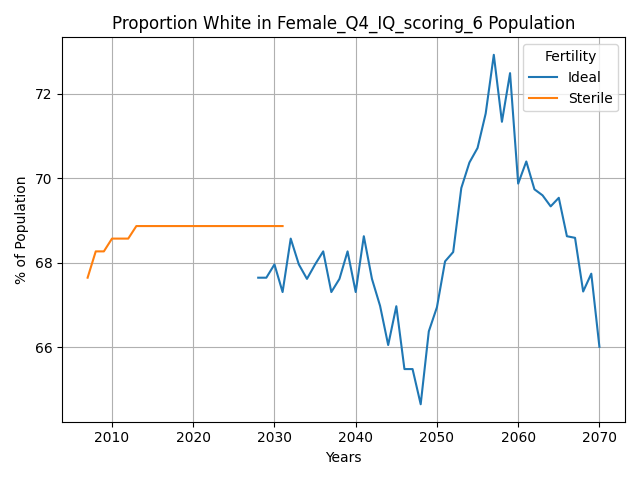 Proportion White in Female_Q4_IQ_scoring_6 Population
Fertility
Ideal
Sterile
% of Population
72
70
68
66
2010 2020 2030 2040 2050 2060 2070
Years